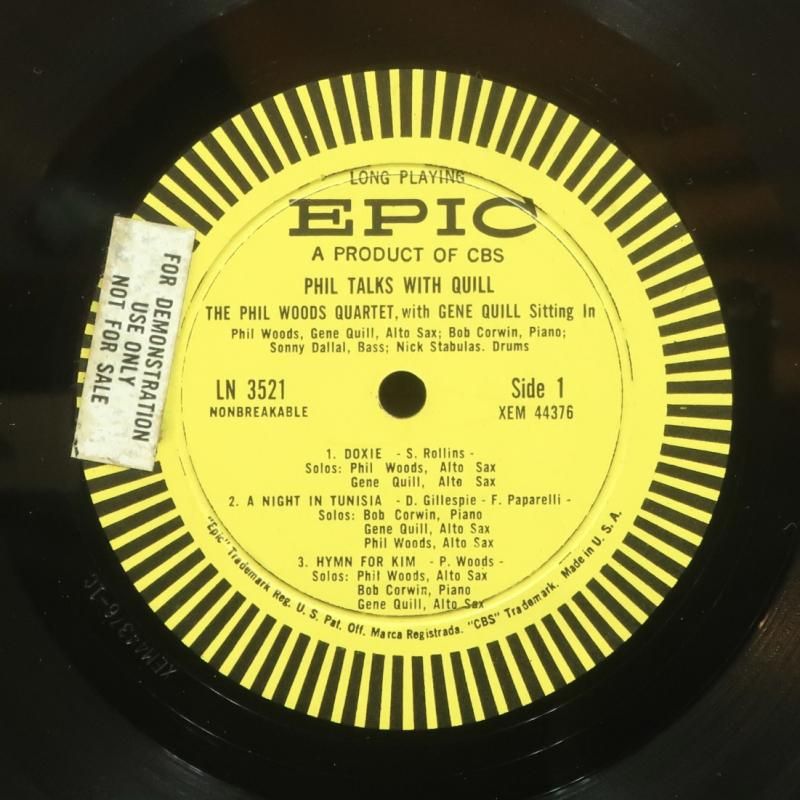 LONG PLAYING
EPIC
A PRODUCT OF CBS
PHIL TALKS WITH QUILL
THE PHIL WOODS QUARTET, with GENE QUILL Sitting In
Phil Woods, Gene Quill, Alto Sax; Bob Corwin, Piano;
Sonny Dallal, Bass; Nick Stabulas. Drums
LN 3521
NONBREAKABLE
Side 1
XEM 44376
1. DOXIE - S. Rollins -
Solos: Phil Woods, Alto Sax
Gene Quill, Alto Sax
2. A NIGHT IN TUNISIA - D. Gillespie - F. Paparelli -
Solos: Bob Corwin, Piano
Gene Quill, Alto Sax
Phil Woods, Alto Sax
3. HYMN FOR KIM - P. Woods -
Solos: Phil Woods, Alto Sax
Bob Corwin, Piano
Gene Quill, Alto Sax
"Epic" Trademark Reg. U. S. Pat. Off. Marca Registrada. "CBS" Trademark. Made in U. S. A.
FOR DEMONSTRATION
USE ONLY
NOT FOR SALE
XEM44376-1C